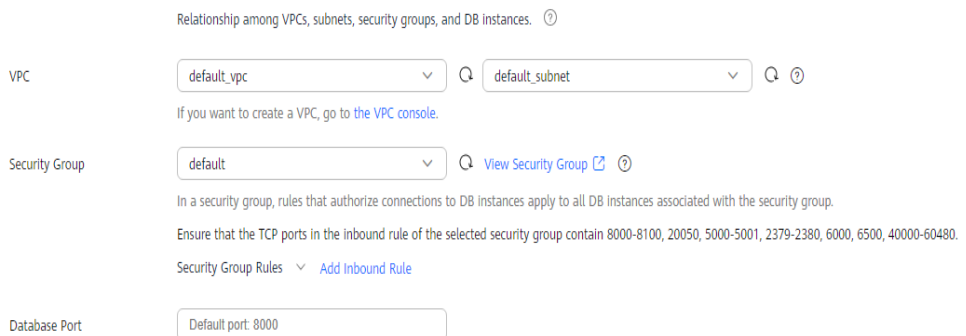 Relationship among VPCs, subnets, security groups, and DB instances.
VPC default_vpc default_subnet
If you want to create a VPC, go to the VPC console.
Security Group default View Security Group
In a security group, rules that authorize connections to DB instances apply to all DB instances associated with the security group.
Ensure that the TCP ports in the inbound rule of the selected security group contain 8000-8100, 20050, 5000-5001, 2379-2380, 6000, 6500, 40000-60480.
Security Group Rules Add Inbound Rule
Database Port Default port: 8000